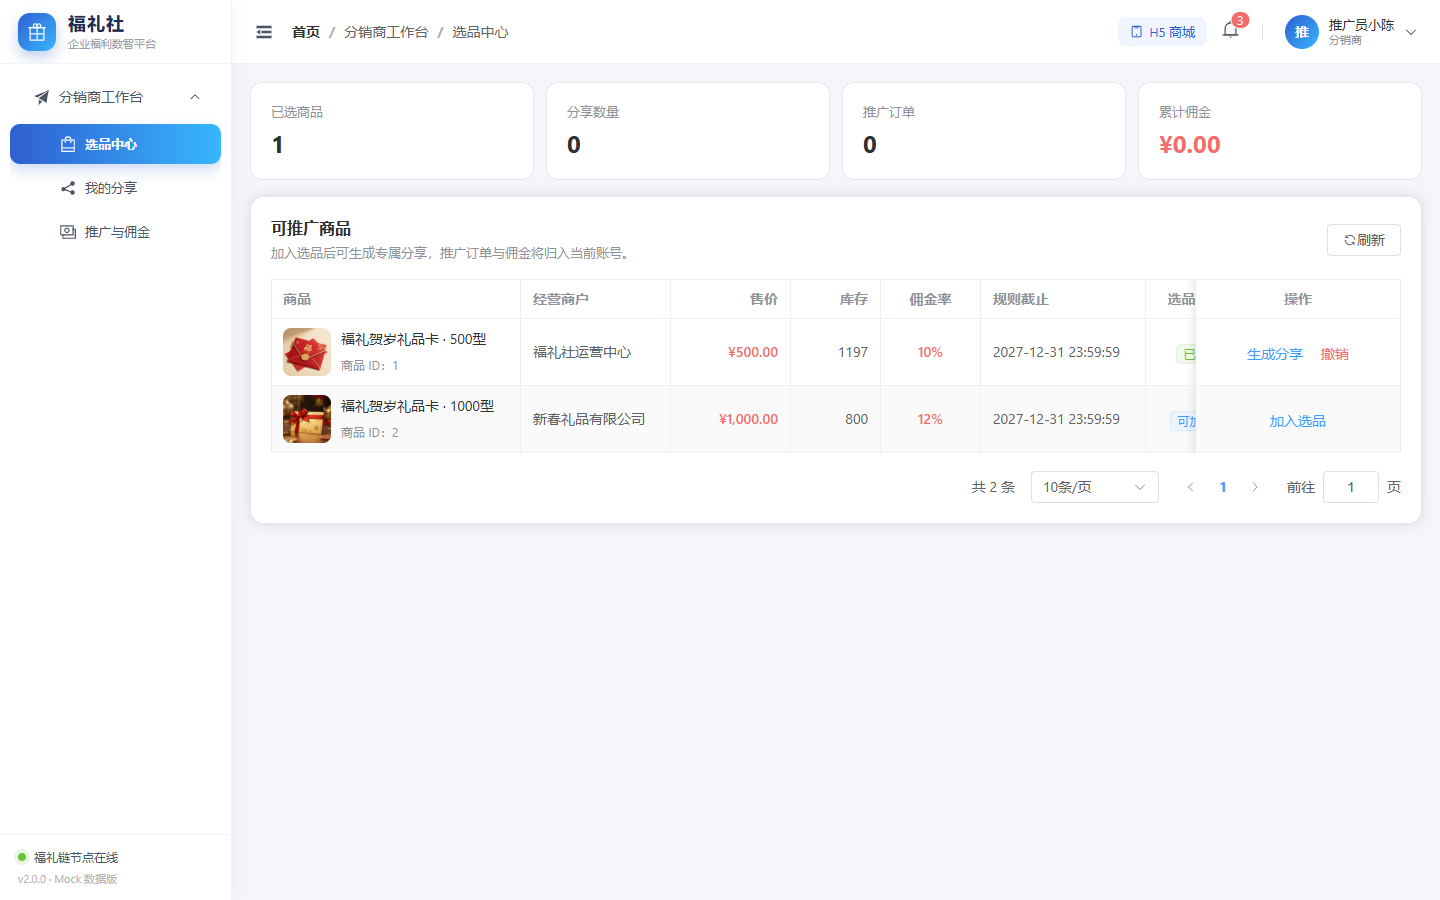 福礼社
企业福利数智平台
首页 / 分销商工作台 / 选品中心
H5 商城
3
推
推广员小陈
分销商
分销商工作台
选品中心
我的分享
推广与佣金
已选商品
1
分享数量
0
推广订单
0
累计佣金
¥0.00
可推广商品
加入选品后可生成专属分享，推广订单与佣金将归入当前账号。
刷新
商品 经营商户 售价 库存 佣金率 规则截止 选品 操作
福礼贺岁礼品卡 · 500型
商品 ID：1
福礼社运营中心 ¥500.00 1197 10% 2027-12-31 23:59:59 已 生成分享 撤销
福礼贺岁礼品卡 · 1000型
商品 ID：2
新春礼品有限公司 ¥1,000.00 800 12% 2027-12-31 23:59:59 可加 加入选品
共 2 条 10条/页 1 前往 1 页
福礼链节点在线
v2.0.0 · Mock 数据版